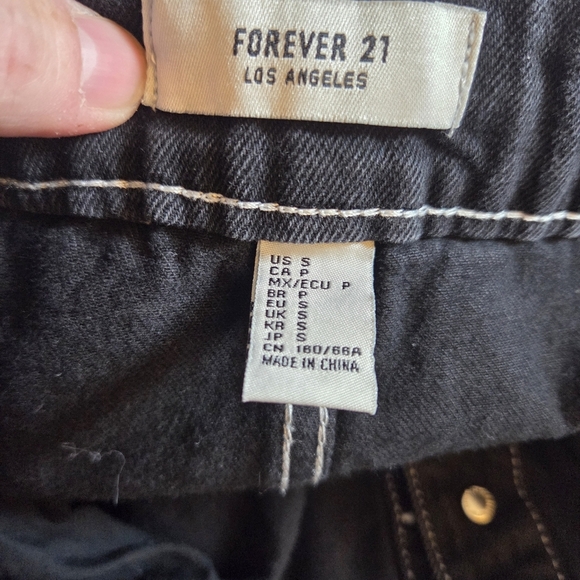 FOREVER 21
LOS ANGELES
US S
CA P
MX/ECU P
BR P
EU S
UK S
KR S
JP S
CN 160/66A
MADE IN CHINA